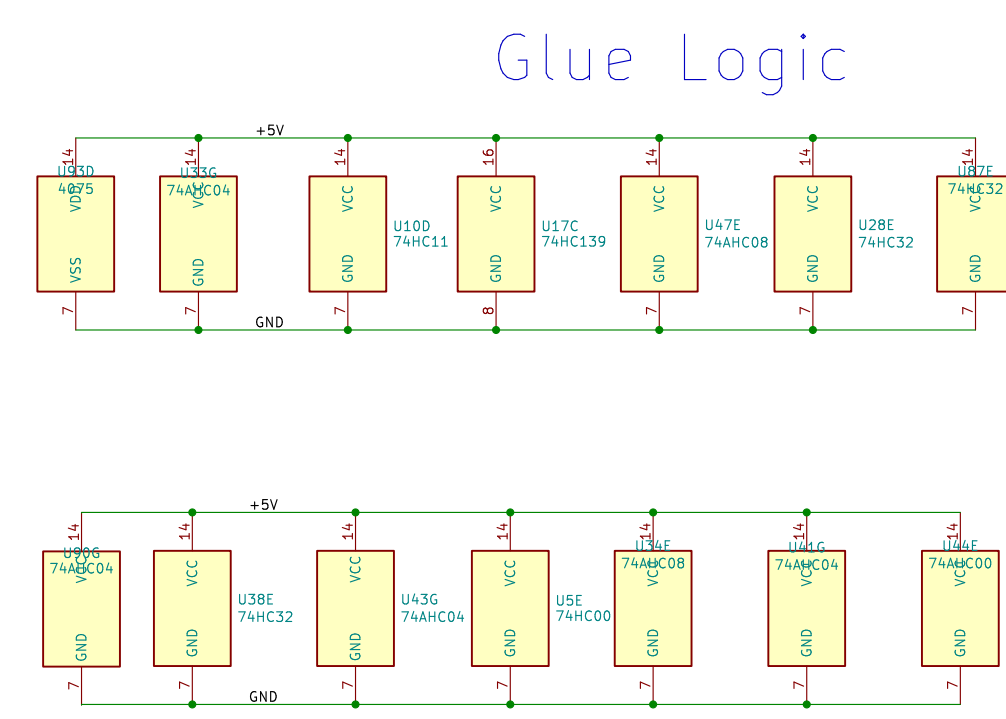 Glue Logic
+5V
14
14
14
16
14
14
14
U93D
4075
VDD
VSS
7
U33G
74AHC04
VCC
GND
7
VCC
GND
U10D
74HC11
7
VCC
GND
U17C
74HC139
8
VCC
GND
U47E
74AHC08
7
VCC
GND
U28E
74HC32
7
U87E
74HC32
VCC
GND
7
GND
+5V
14
14
14
14
14
14
14
U90G
74AHC04
VCC
GND
7
VCC
GND
U38E
74HC32
7
VCC
GND
U43G
74AHC04
7
VCC
GND
U5E
74HC00
7
U34E
74AHC08
VCC
GND
7
U41G
74AHC04
VCC
GND
7
U44E
74AHC00
VCC
GND
7
GND